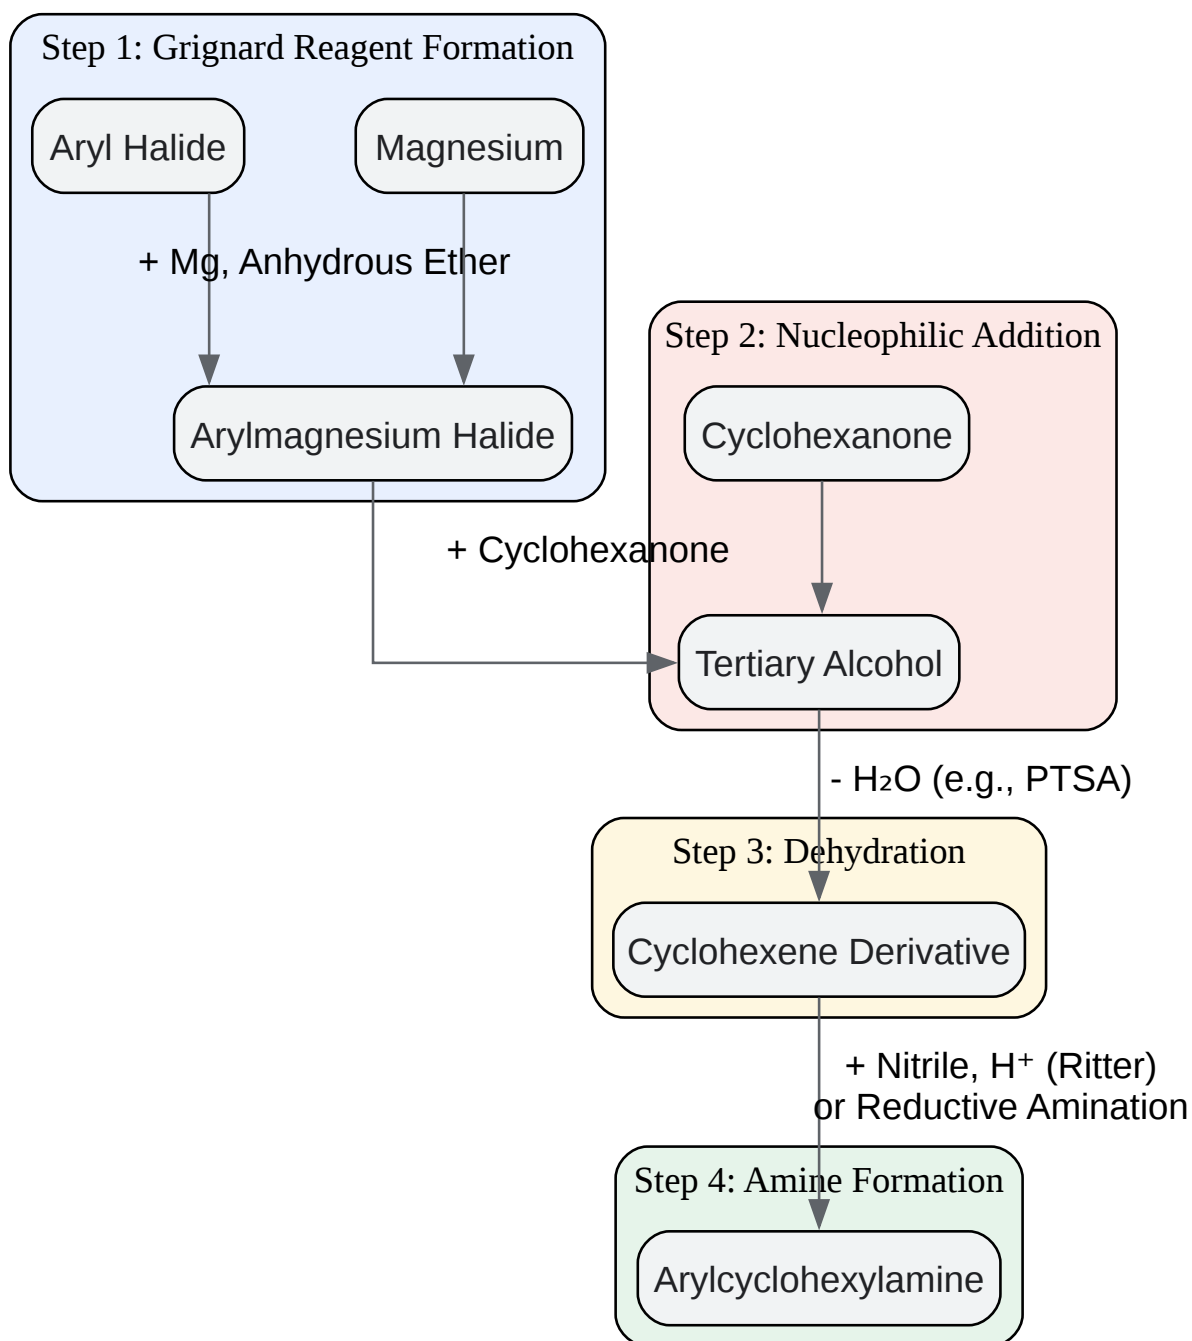 Step 1: Grignard Reagent Formation
Aryl Halide
Magnesium
+ Mg, Anhydrous Ether
Arylmagnesium Halide
Step 2: Nucleophilic Addition
Cyclohexanone
+ Cyclohexanone
Tertiary Alcohol
- H₂O (e.g., PTSA)
Step 3: Dehydration
Cyclohexene Derivative
+ Nitrile, H⁺ (Ritter)
or Reductive Amination
Step 4: Amine Formation
Arylcyclohexylamine